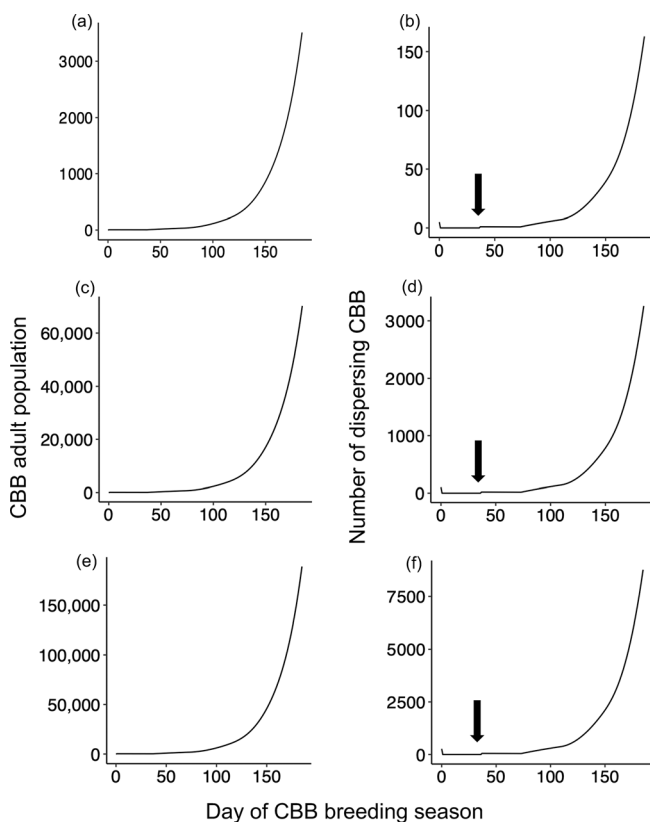 (a)
3000
2000
1000
0
0 50 100 150
(b)
150
100
50
0
0 50 100 150
(c)
60,000
40,000
20,000
0
0 50 100 150
CBB adult population
(d)
3000
2000
1000
0
0 50 100 150
Number of dispersing CBB
(e)
150,000
100,000
50,000
0
0 50 100 150
(f)
7500
5000
2500
0
0 50 100 150
Day of CBB breeding season